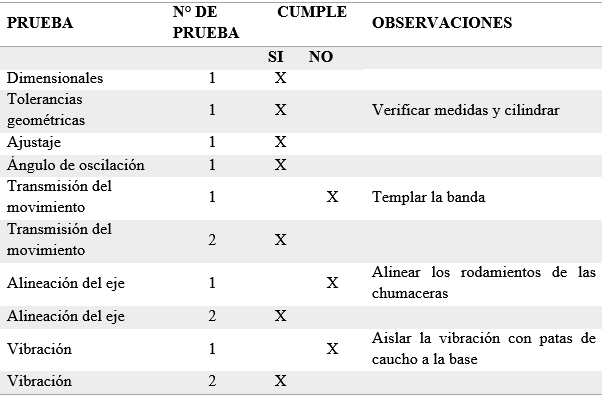 PRUEBA N° DE PRUEBA CUMPLE OBSERVACIONES
SI NO
Dimensionales 1 X
Tolerancias geométricas 1 X Verificar medidas y cilindrar
Ajustaje 1 X
Ángulo de oscilación 1 X
Transmisión del movimiento 1 X Templar la banda
Transmisión del movimiento 2 X
Alineación del eje 1 X Alinear los rodamientos de las chumaceras
Alineación del eje 2 X
Vibración 1 X Aislar la vibración con patas de caucho a la base
Vibración 2 X